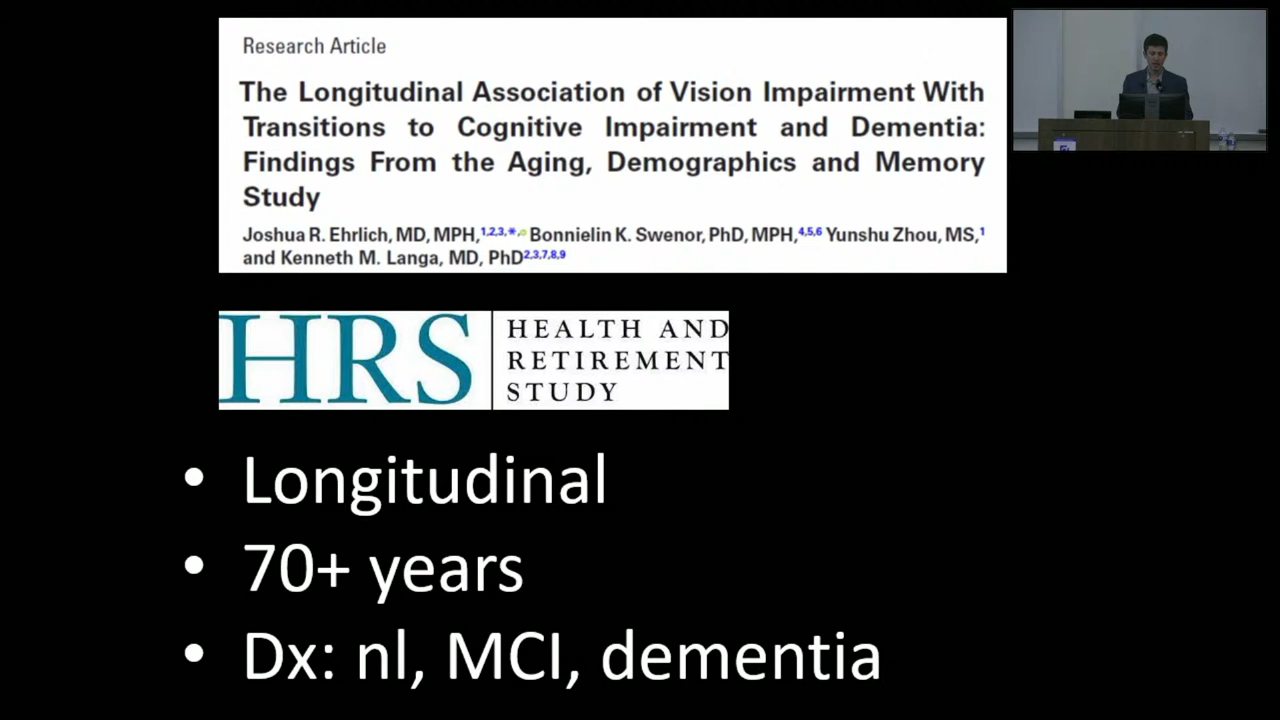 Research Article
The Longitudinal Association of Vision Impairment With
Transitions to Cognitive Impairment and Dementia:
Findings From the Aging, Demographics and Memory
Study
Joshua R. Ehrlich, MD, MPH,1,2,3,*, Bonnielin K. Swenor, PhD, MPH,4,5,6 Yunshu Zhou, MS,1
and Kenneth M. Langa, MD, PhD2,3,7,8,9
HRS
HEALTH AND
RETIREMENT
STUDY
• Longitudinal
• 70+ years
• Dx: nl, MCI, dementia